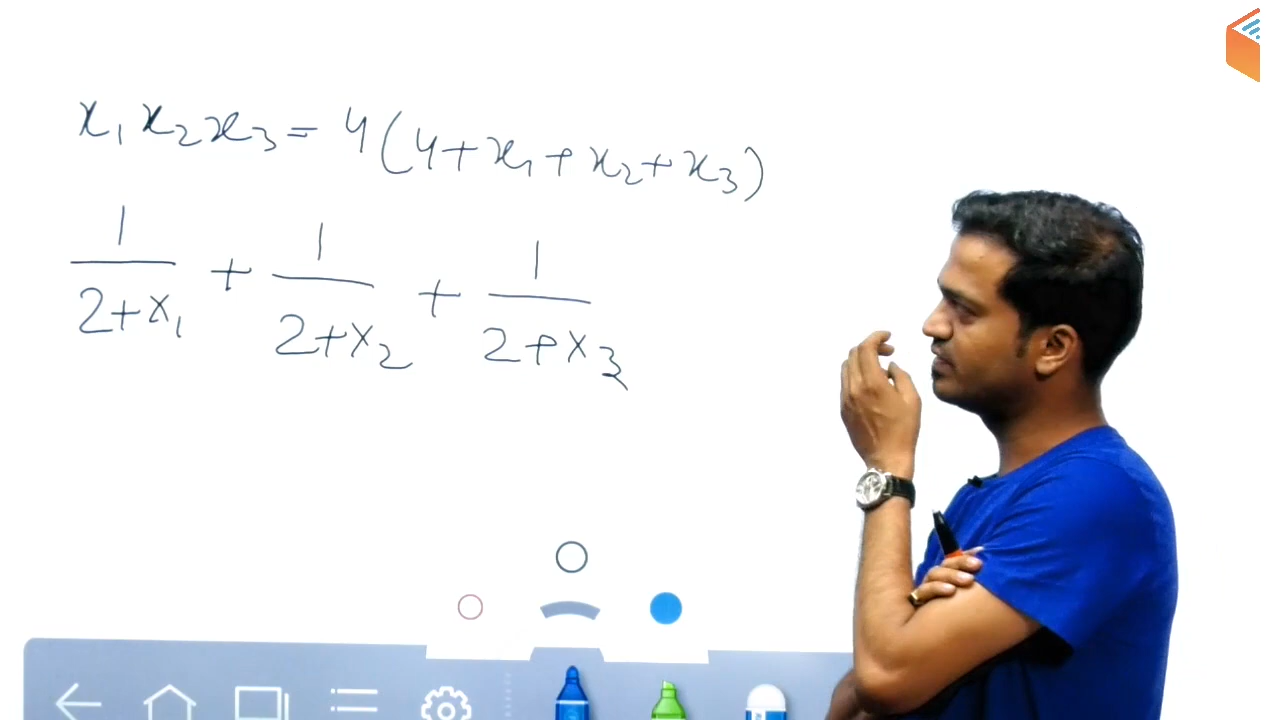 x₁x₂x₃ = 4(4+x₁+x₂+x₃)
1/(2+x₁) + 1/(2+x₂) + 1/(2+x₃)